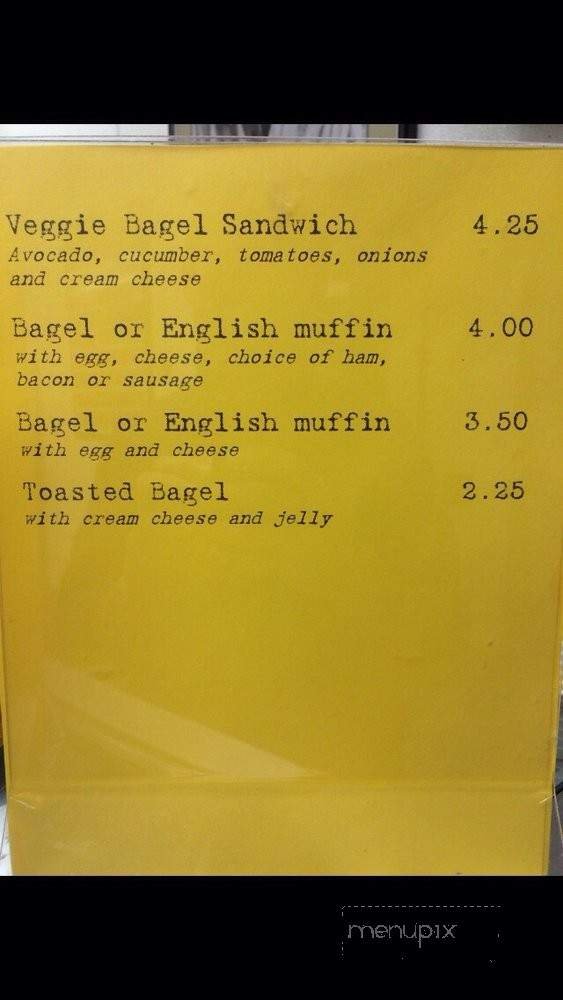 Veggie Bagel Sandwich 4.25
Avocado, cucumber, tomatoes, onions
and cream cheese
Bagel or English muffin 4.00
with egg, cheese, choice of ham,
bacon or sausage
Bagel or English muffin 3.50
with egg and cheese
Toasted Bagel 2.25
with cream cheese and jelly
menupix